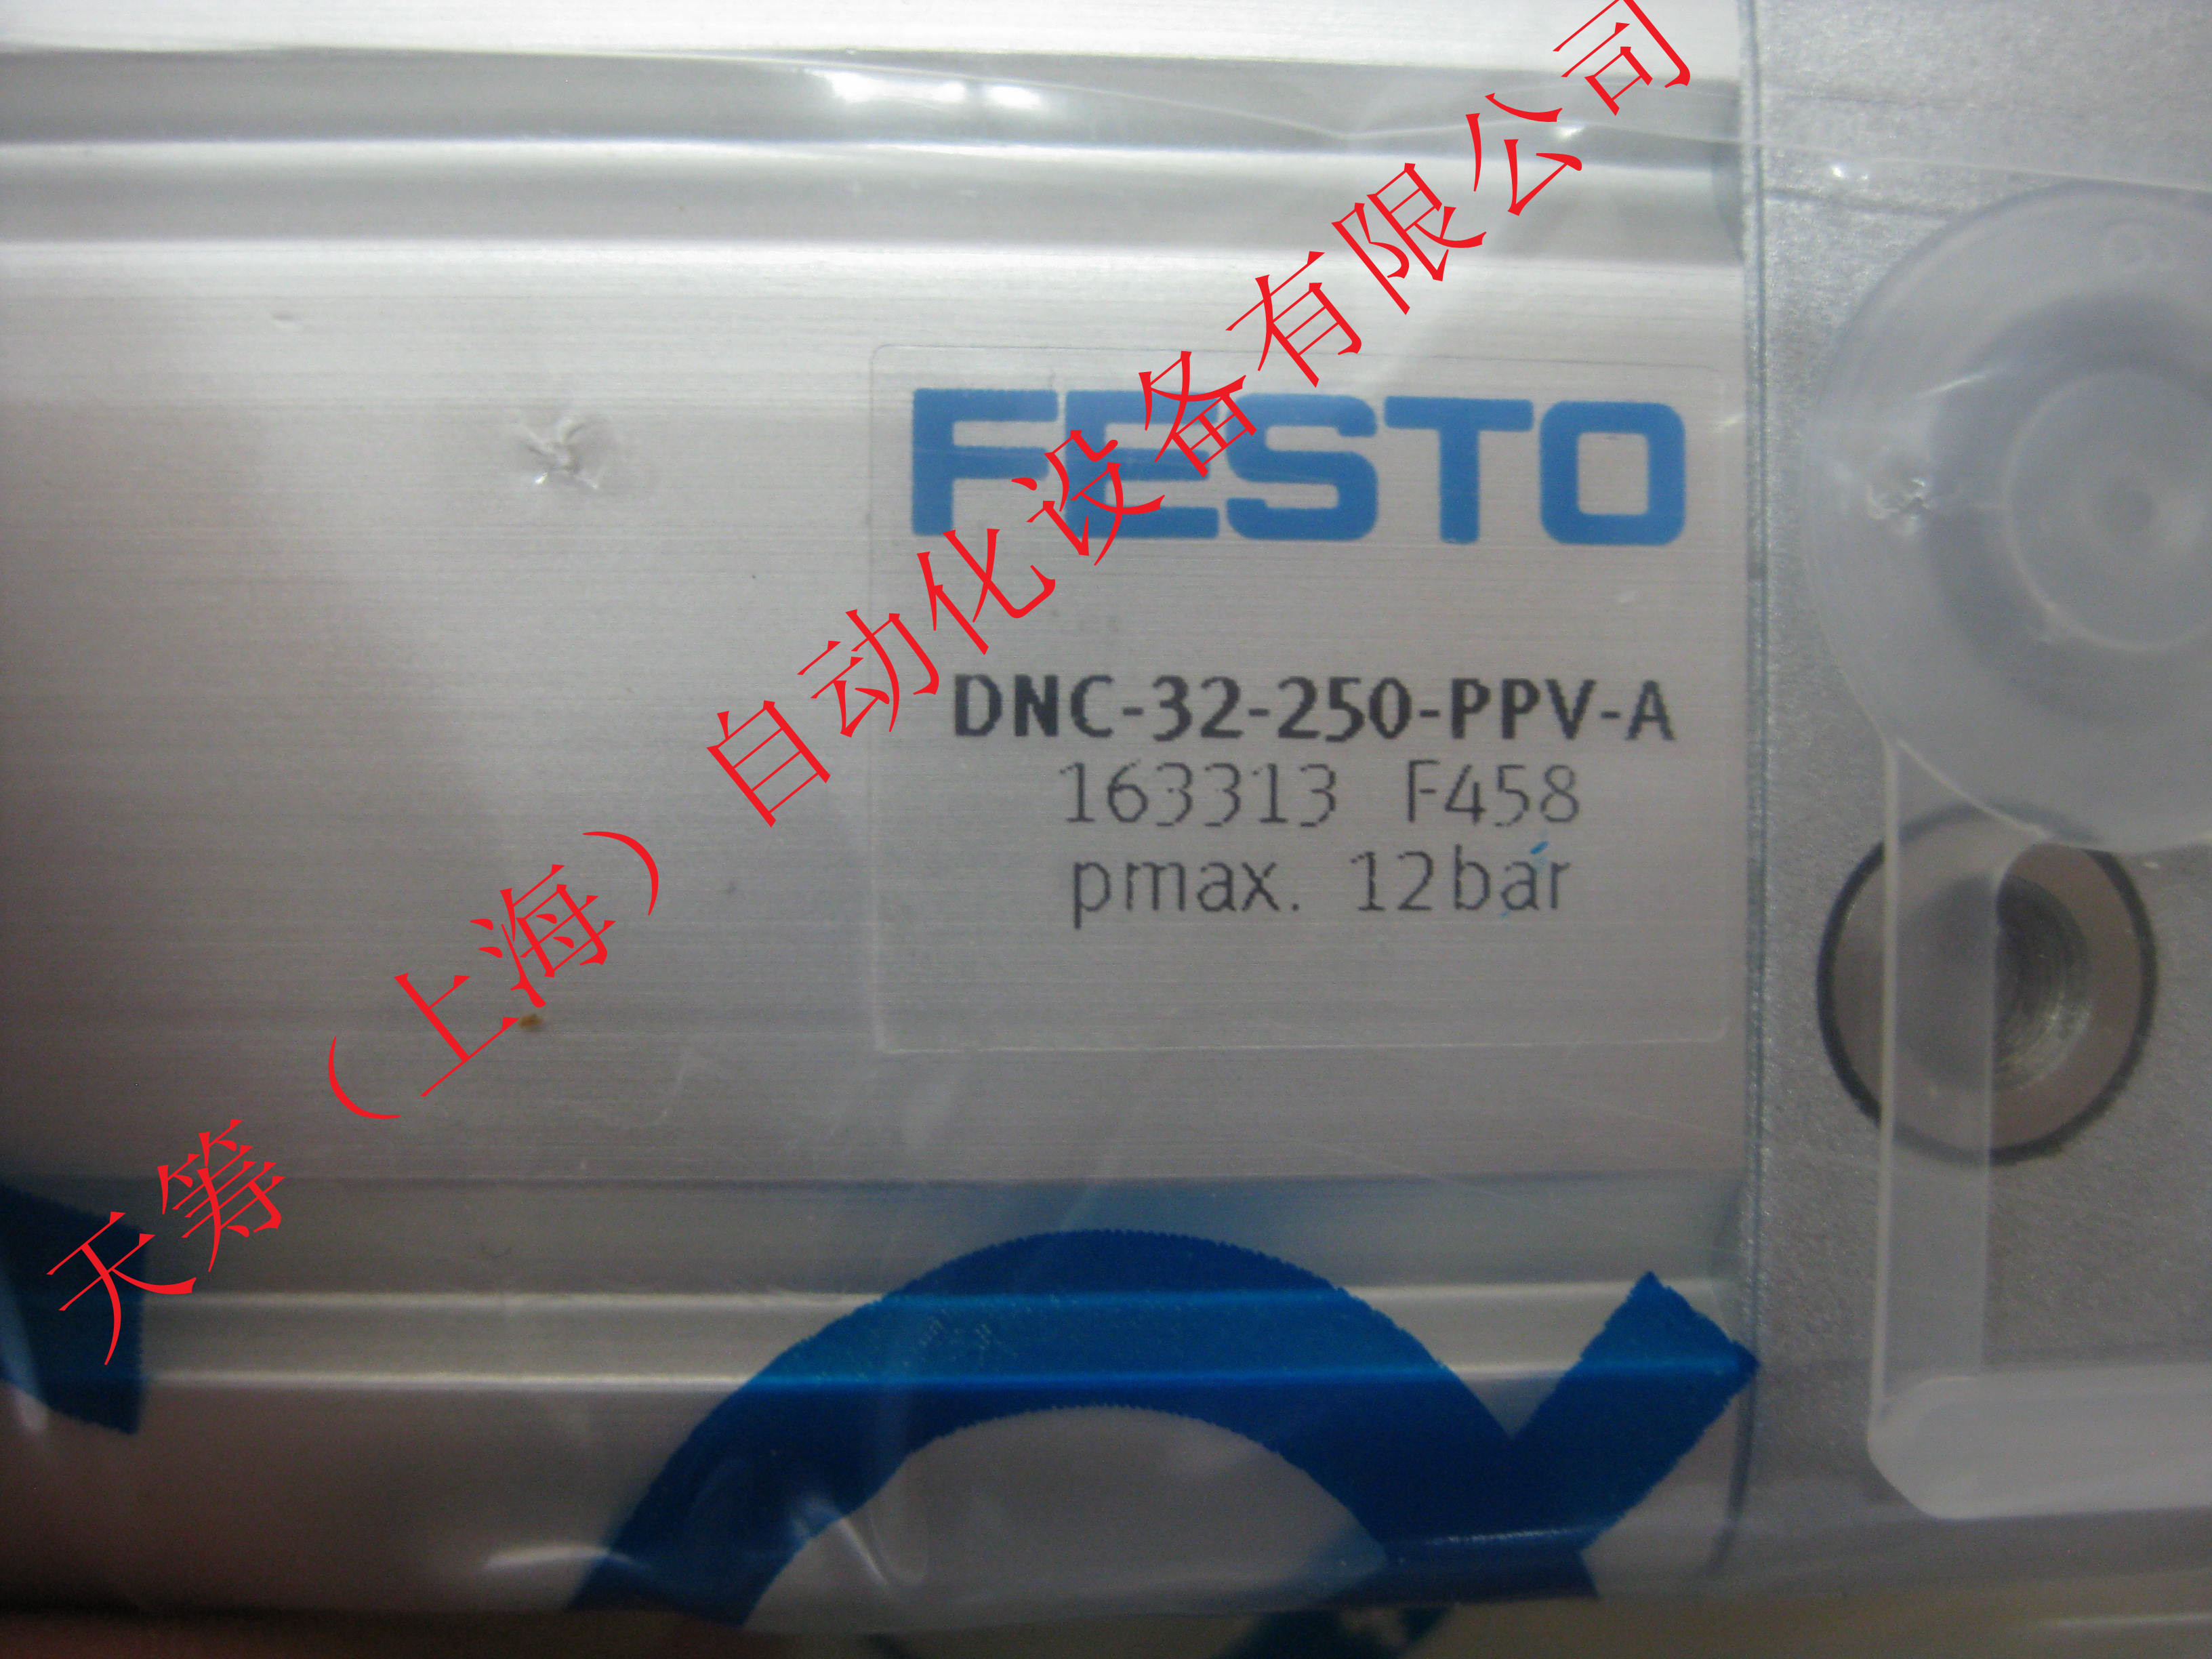 天筹（上海）自动化设备有限公司
FESTO
DNC-32-250-PPV-A
163313 F458
pmax. 12bar